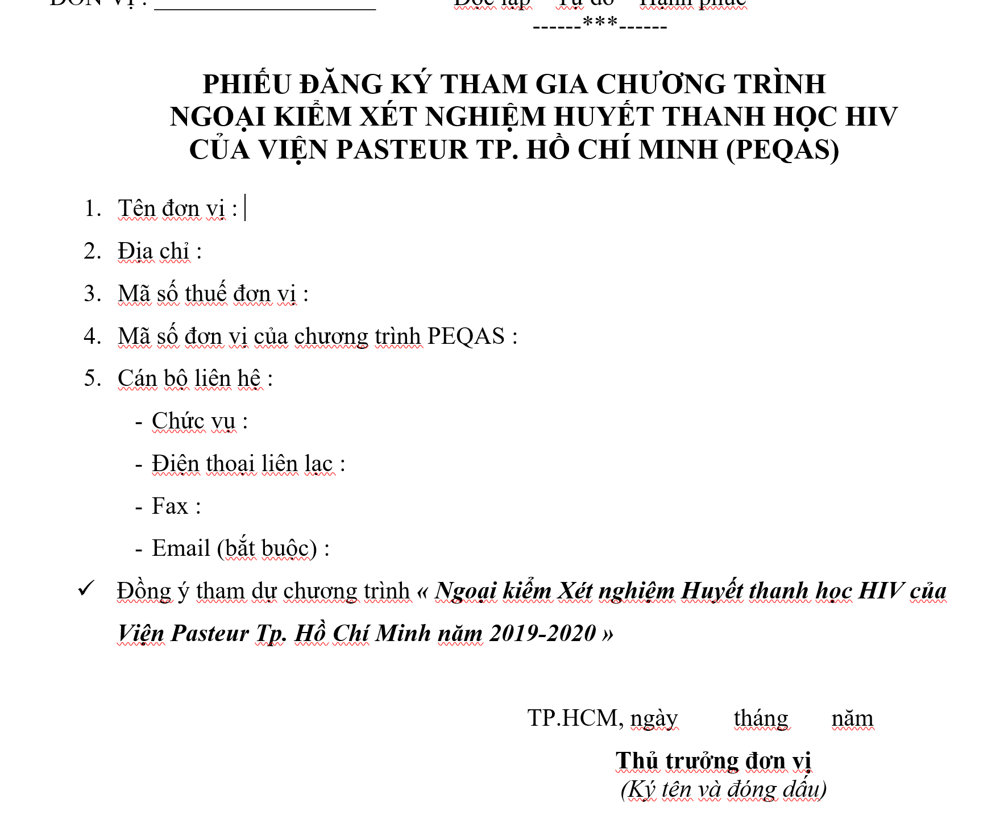 ĐƠN VỊ : __________________ Độc lập – Tự do – Hạnh phúc
------***------
PHIẾU ĐĂNG KÝ THAM GIA CHƯƠNG TRÌNH
NGOẠI KIỂM XÉT NGHIỆM HUYẾT THANH HỌC HIV
CỦA VIỆN PASTEUR TP. HỒ CHÍ MINH (PEQAS)
1. Tên đơn vị :
2. Địa chỉ :
3. Mã số thuế đơn vị :
4. Mã số đơn vị của chương trình PEQAS :
5. Cán bộ liên hệ :
- Chức vụ :
- Điện thoại liên lạc :
- Fax :
- Email (bắt buộc) :
✓ Đồng ý tham dự chương trình « Ngoại kiểm Xét nghiệm Huyết thanh học HIV của
Viện Pasteur Tp. Hồ Chí Minh năm 2019-2020 »
TP.HCM, ngày tháng năm
Thủ trưởng đơn vị
(Ký tên và đóng dấu)